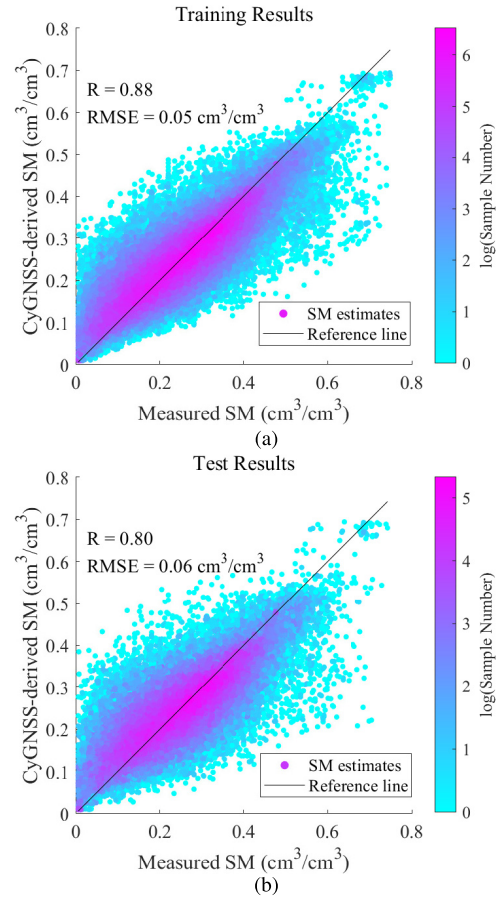 Training Results
R = 0.88
RMSE = 0.05 cm³/cm³
CyGNSS-derived SM (cm³/cm³)
0.8
0.7
0.6
0.5
0.4
0.3
0.2
0.1
0
SM estimates
Reference line
0 0.2 0.4 0.6 0.8
Measured SM (cm³/cm³)
6
5
4
3
2
1
0
log(Sample Number)
(a)
Test Results
R = 0.80
RMSE = 0.06 cm³/cm³
CyGNSS-derived SM (cm³/cm³)
0.8
0.7
0.6
0.5
0.4
0.3
0.2
0.1
0
SM estimates
Reference line
0 0.2 0.4 0.6 0.8
Measured SM (cm³/cm³)
5
4
3
2
1
0
log(Sample Number)
(b)